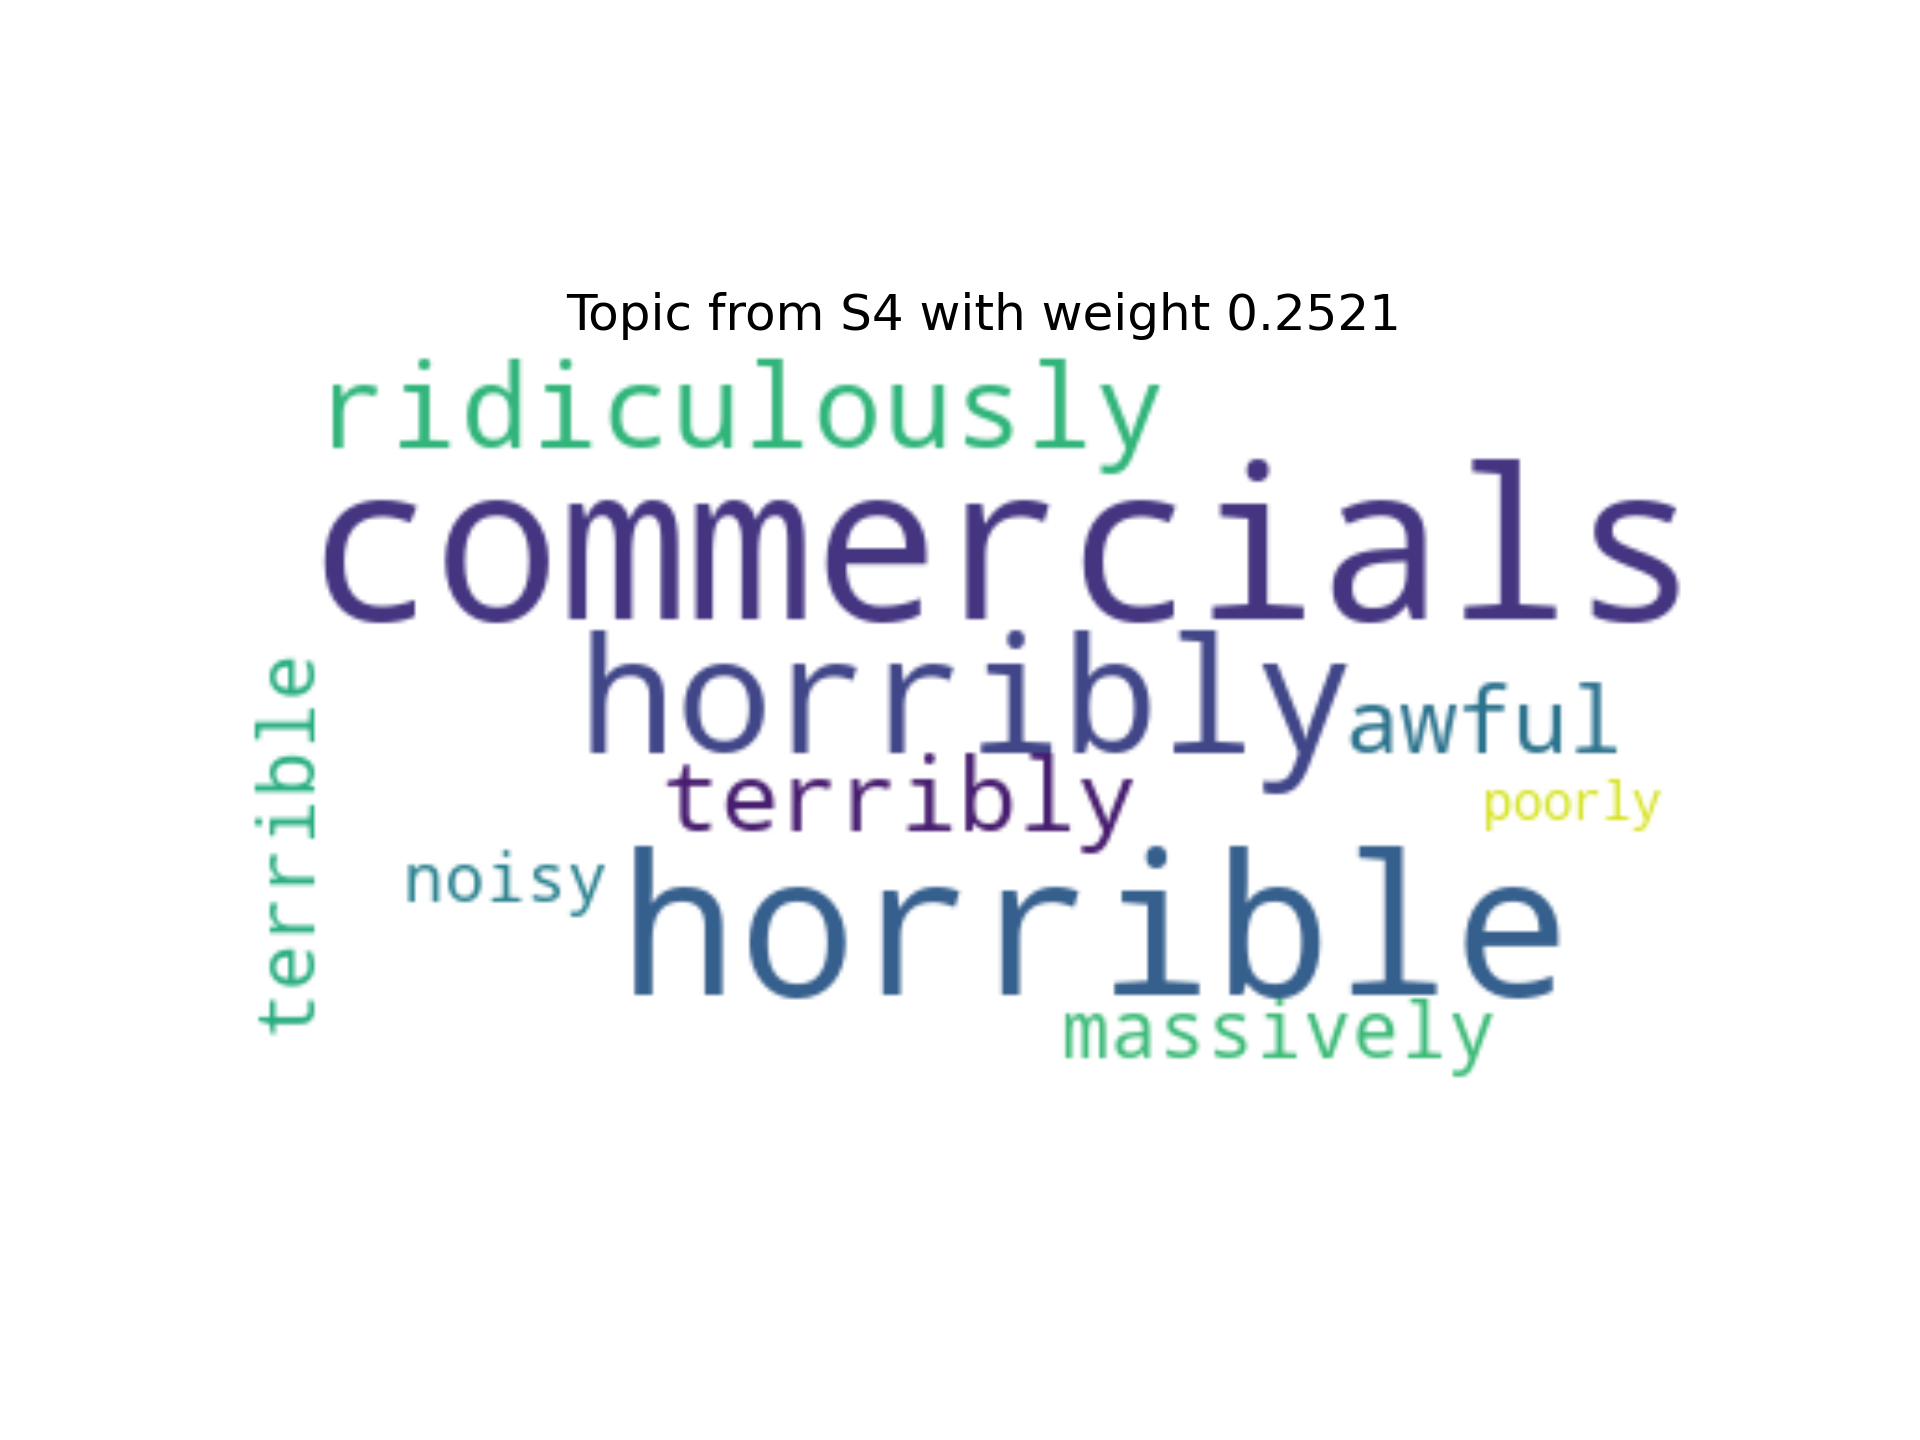 Topic from S4 with weight 0.2521
ridiculously
commercials
horribly
awful
terribly
poorly
terrible
noisy
horrible
massively